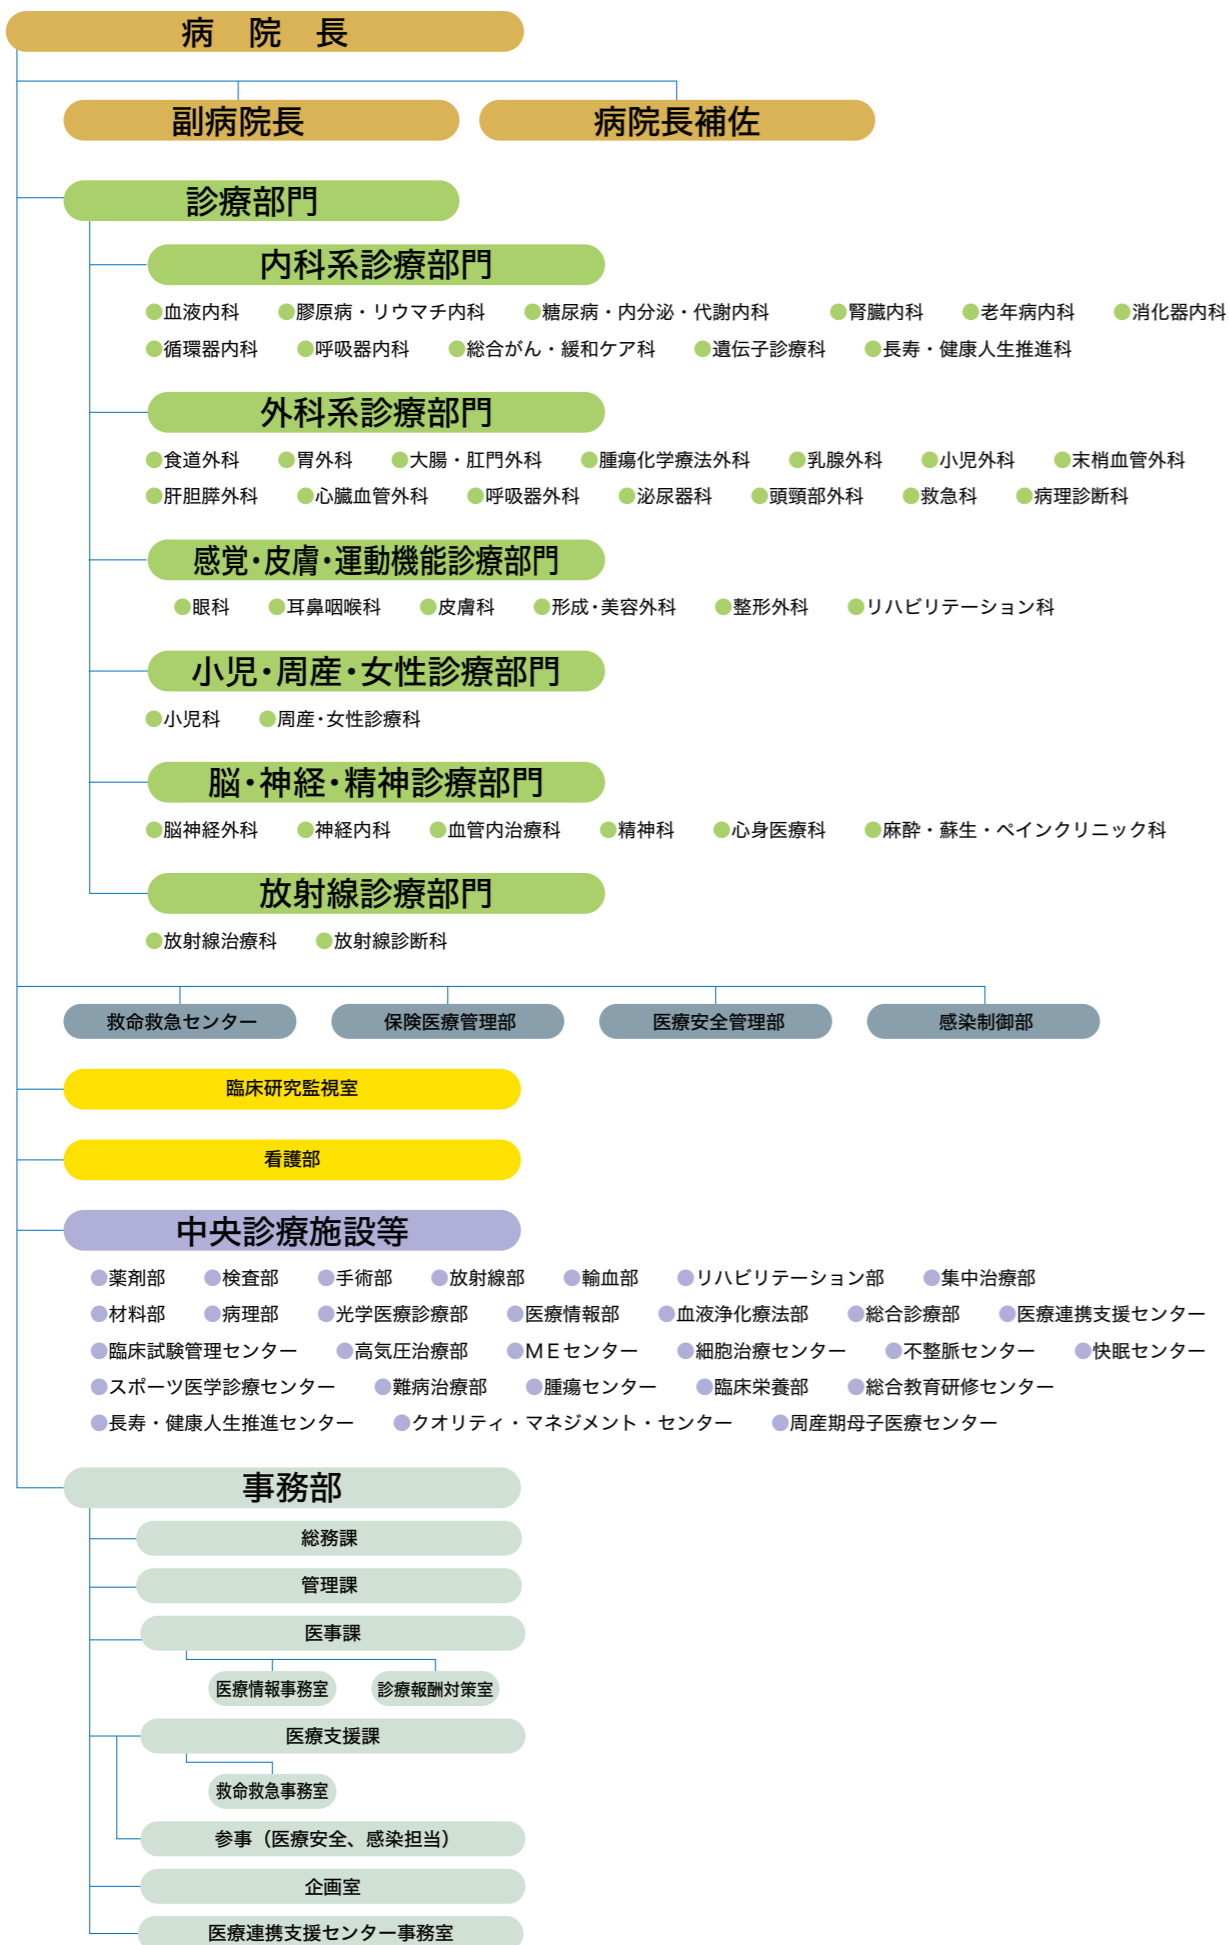 病 院 長
副病院長 病院長補佐
診療部門
内科系診療部門
●血液内科 ●膠原病・リウマチ内科 ●糖尿病・内分泌・代謝内科 ●腎臓内科 ●老年病内科 ●消化器内科
●循環器内科 ●呼吸器内科 ●総合がん・緩和ケア科 ●遺伝子診療科 ●長寿・健康人生推進科
外科系診療部門
●食道外科 ●胃外科 ●大腸・肛門外科 ●腫瘍化学療法外科 ●乳腺外科 ●小児外科 ●末梢血管外科
●肝胆膵外科 ●心臓血管外科 ●呼吸器外科 ●泌尿器科 ●頭頸部外科 ●救急科 ●病理診断科
感覚・皮膚・運動機能診療部門
●眼科 ●耳鼻咽喉科 ●皮膚科 ●形成・美容外科 ●整形外科 ●リハビリテーション科
小児・周産・女性診療部門
●小児科 ●周産・女性診療科
脳・神経・精神診療部門
●脳神経外科 ●神経内科 ●血管内治療科 ●精神科 ●心身医療科 ●麻酔・蘇生・ペインクリニック科
放射線診療部門
●放射線治療科 ●放射線診断科
救命救急センター 保険医療管理部 医療安全管理部 感染制御部
臨床研究監視室
看護部
中央診療施設等
●薬剤部 ●検査部 ●手術部 ●放射線部 ●輸血部 ●リハビリテーション部 ●集中治療部
●材料部 ●病理部 ●光学医療診療部 ●医療情報部 ●血液浄化療法部 ●総合診療部 ●医療連携支援センター
●臨床試験管理センター ●高気圧治療部 ●ＭＥセンター ●細胞治療センター ●不整脈センター ●快眠センター
●スポーツ医学診療センター ●難病治療部 ●腫瘍センター ●臨床栄養部 ●総合教育研修センター
●長寿・健康人生推進センター ●クオリティ・マネジメント・センター ●周産期母子医療センター
事務部
総務課
管理課
医事課
医療情報事務室 診療報酬対策室
医療支援課
救命救急事務室
参事（医療安全、感染担当）
企画室
医療連携支援センター事務室